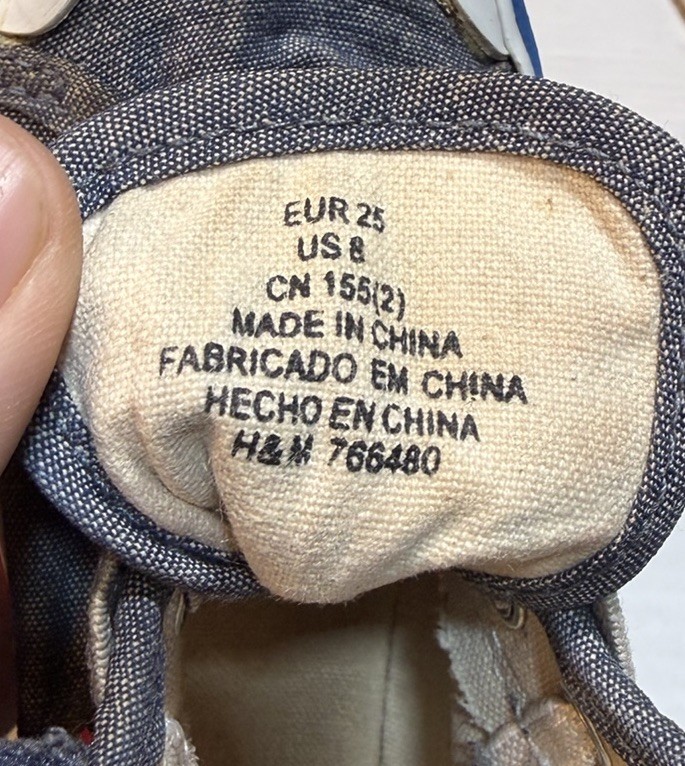 EUR 25
US 8
CN 155(2)
MADE IN CHINA
FABRICADO EM CHINA
HECHO EN CHINA
H&M 766480